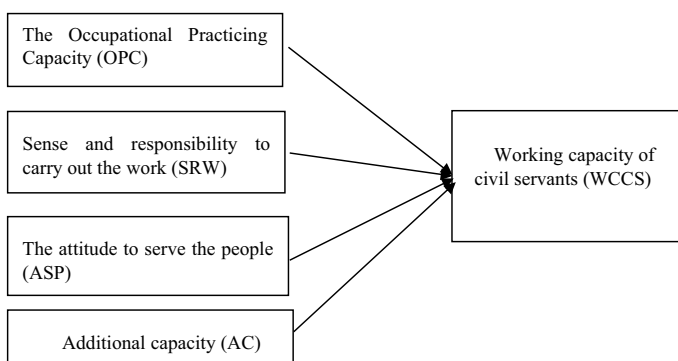 The Occupational Practicing
Capacity (OPC)
Sense and responsibility to
carry out the work (SRW)
The attitude to serve the people
(ASP)
Additional capacity (AC)
Working capacity of
civil servants (WCCS)